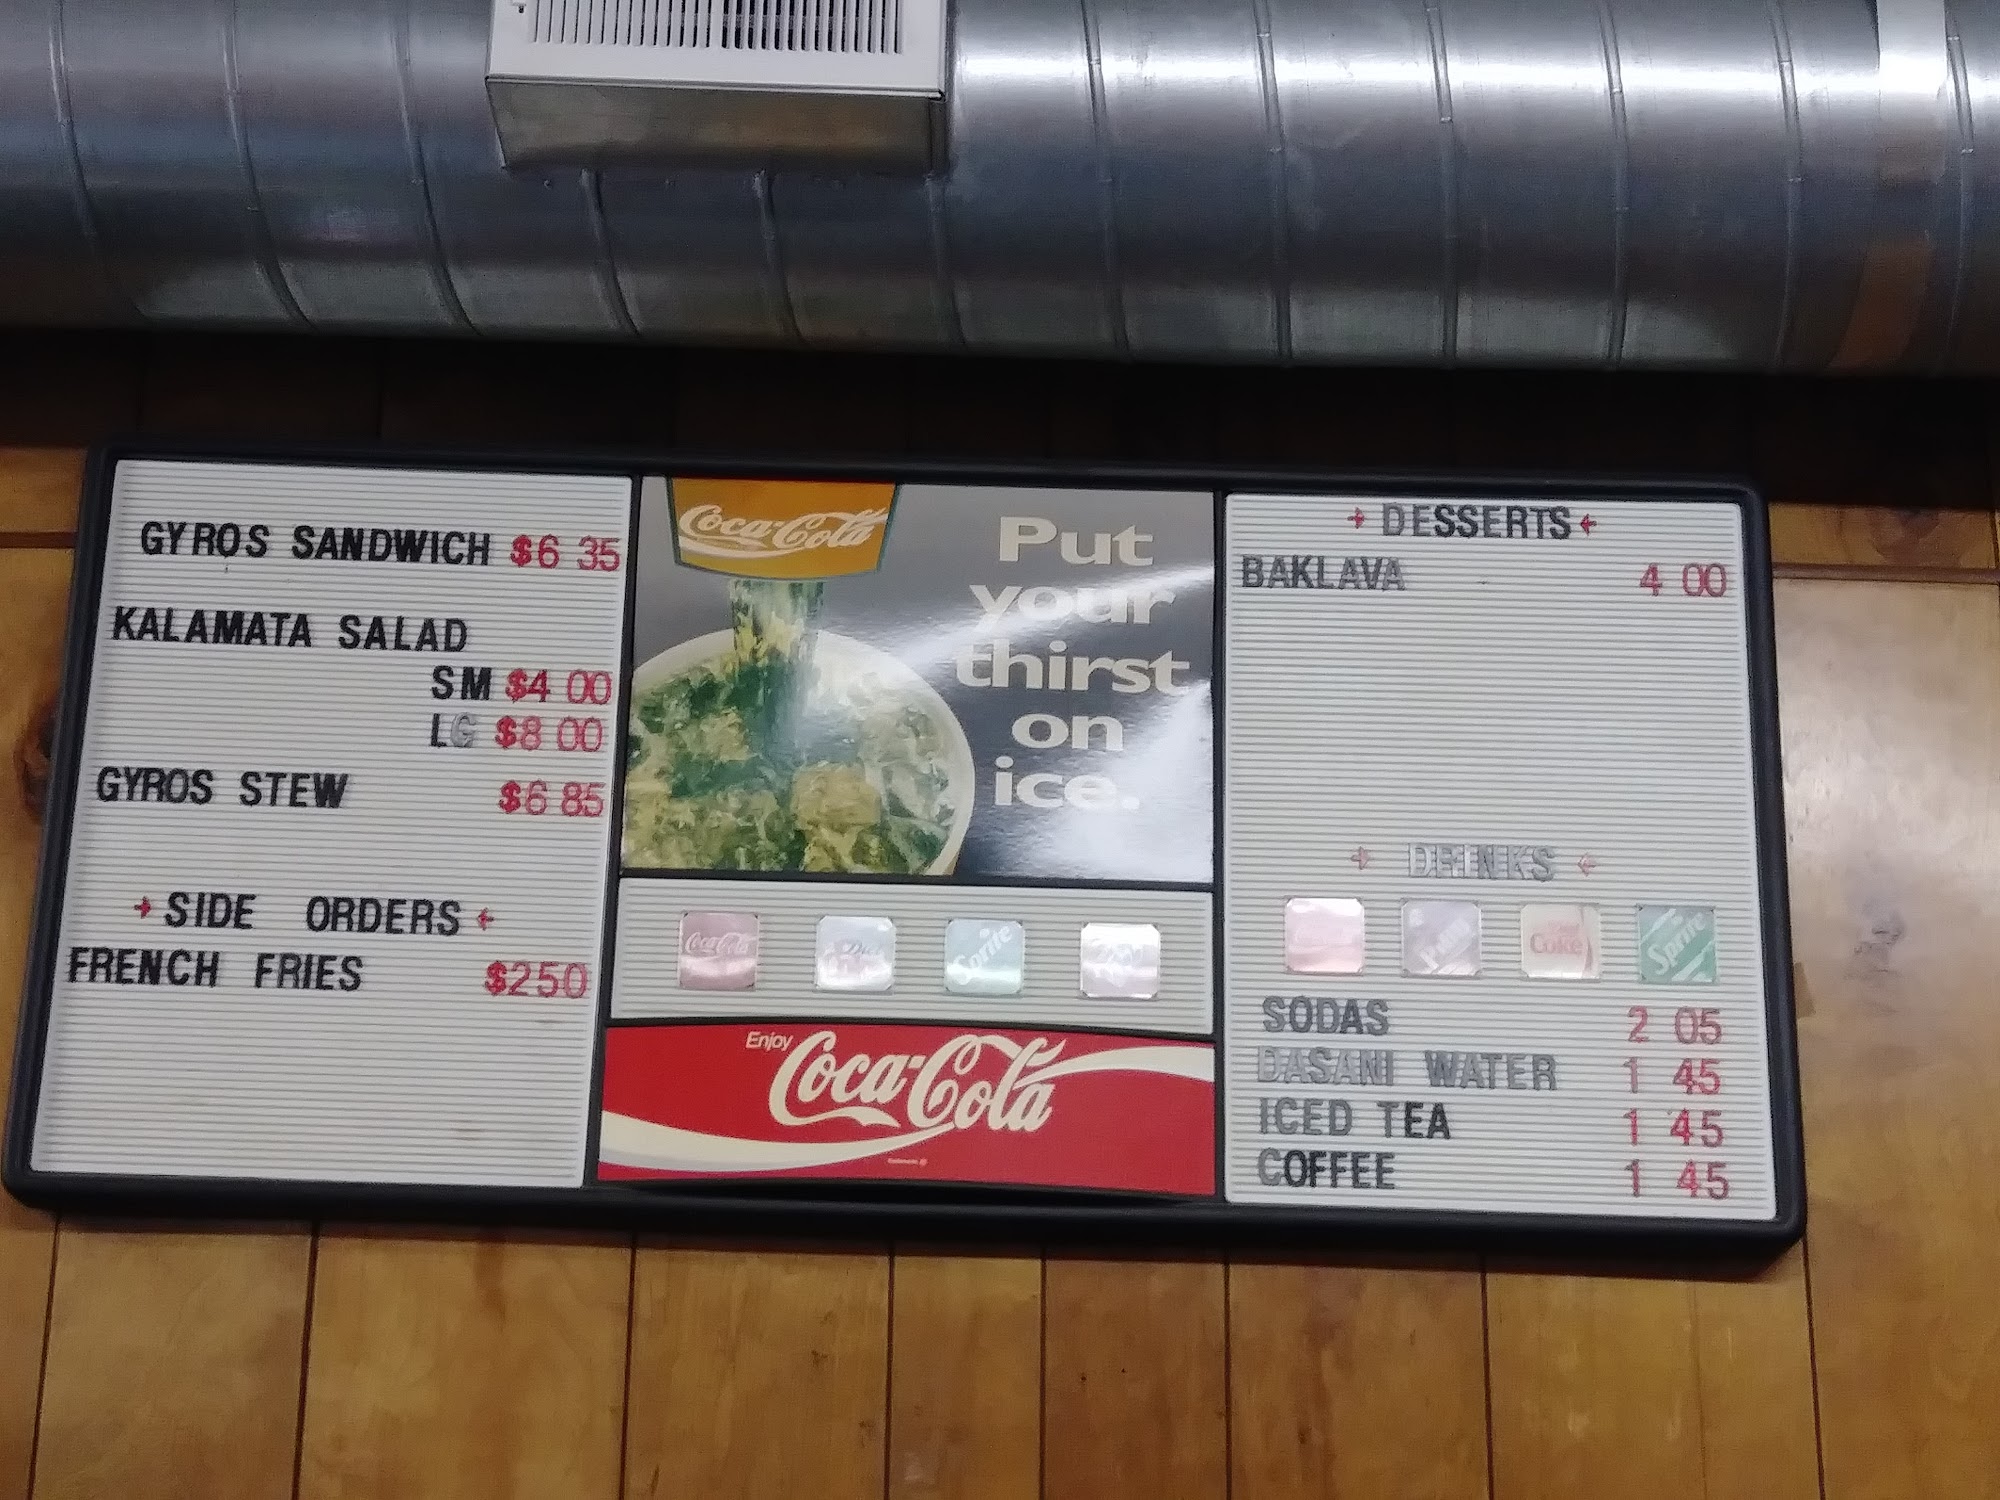 GYROS SANDWICH $6 35
KALAMATA SALAD
SM $4 00
LG $8 00
GYROS STEW $6 85
SIDE ORDERS
FRENCH FRIES $250
Coca-Cola
Put
your
thirst
on
ice.
Coca-Cola
Sprite
Enjoy
Coca-Cola
DESSERTS
BAKLAVA 4 00
DRINKS
Coke
Sprite
SODAS 2 05
DASANI WATER 1 45
ICED TEA 1 45
COFFEE 1 45